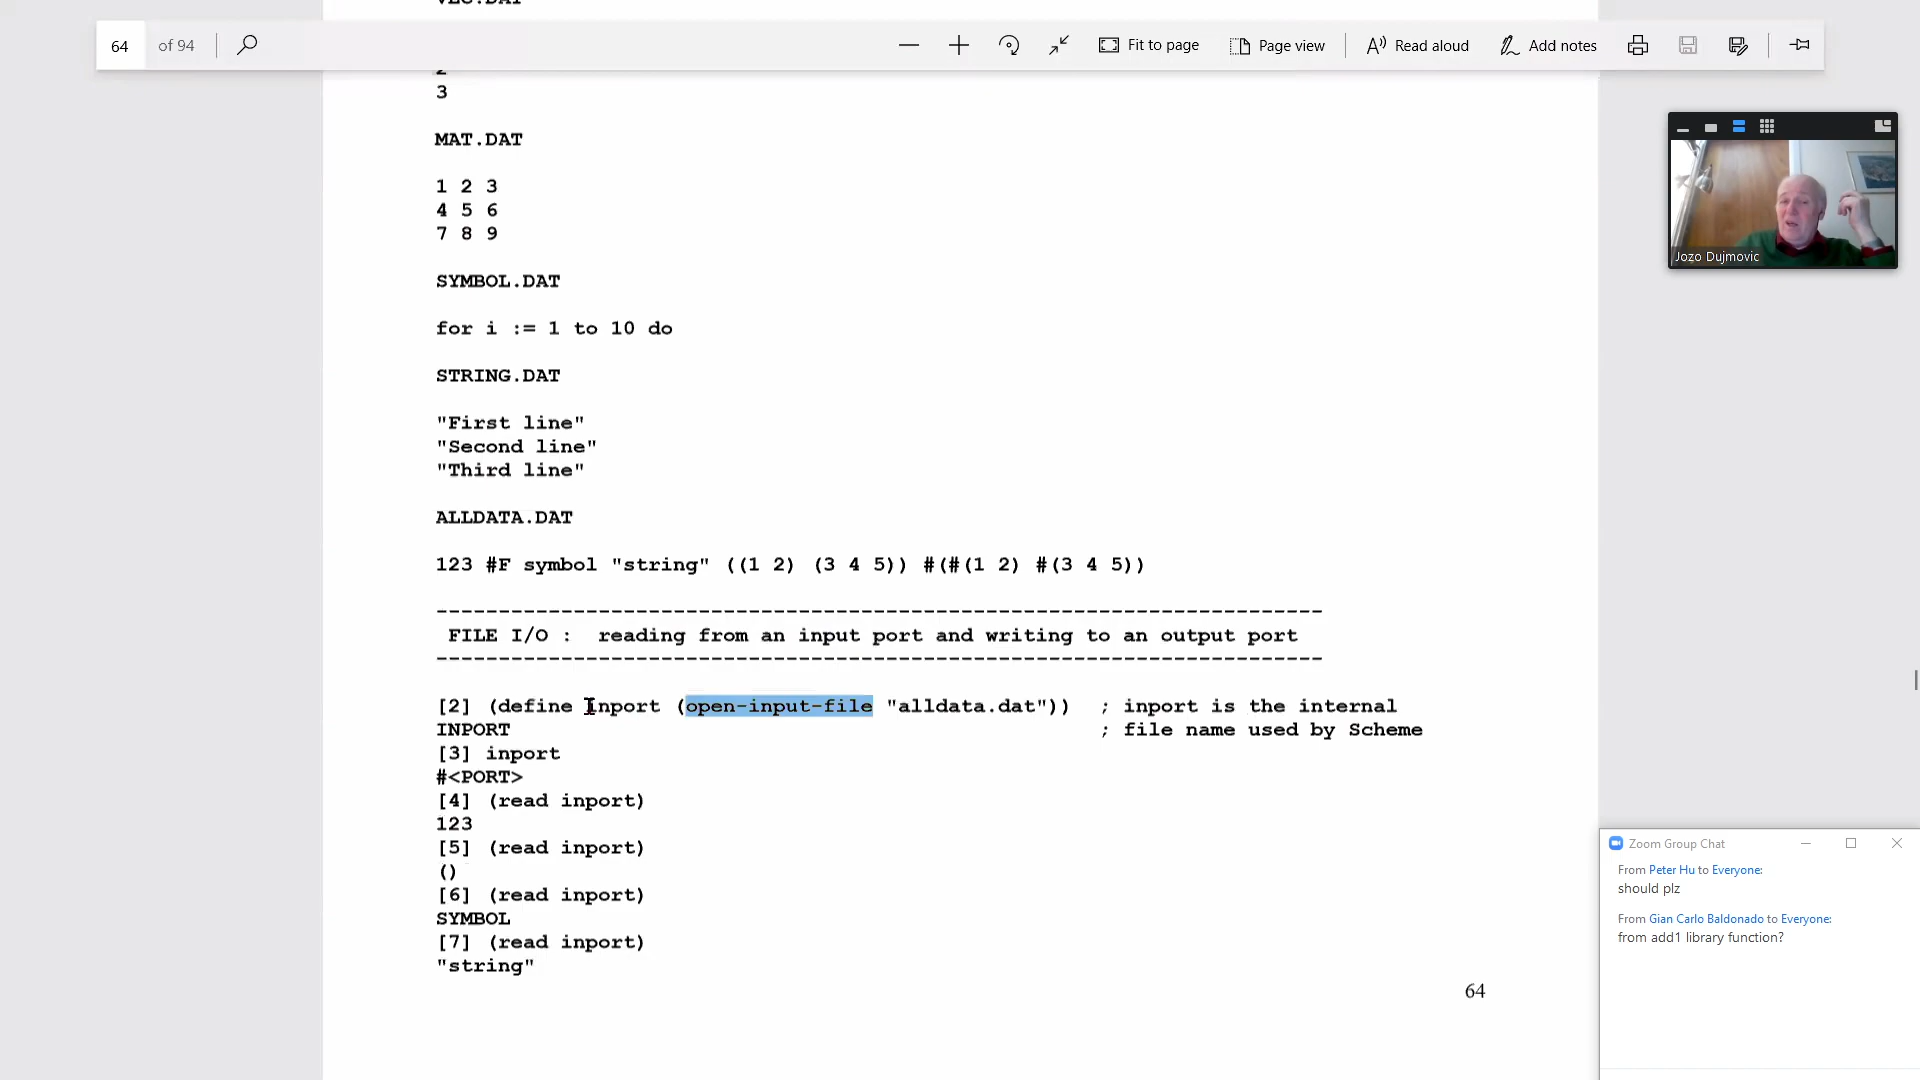 VEC.DAT
64 of 94 Fit to page Page view Read aloud Add notes
2
3
MAT.DAT
1 2 3
4 5 6
7 8 9
SYMBOL.DAT
for i := 1 to 10 do
STRING.DAT
"First line"
"Second line"
"Third line"
ALLDATA.DAT
123 #F symbol "string" ((1 2) (3 4 5)) #(#(1 2) #(3 4 5))
-----------------------------------------------------------------------
FILE I/O : reading from an input port and writing to an output port
-----------------------------------------------------------------------
[2] (define inport (open-input-file "alldata.dat")) ; inport is the internal
INPORT ; file name used by Scheme
[3] inport
#<PORT>
[4] (read inport)
123
[5] (read inport)
()
[6] (read inport)
SYMBOL
[7] (read inport)
"string"
64
Jozo Dujmovic
Zoom Group Chat
From Peter Hu to Everyone:
should plz
From Gian Carlo Baldonado to Everyone:
from add1 library function?